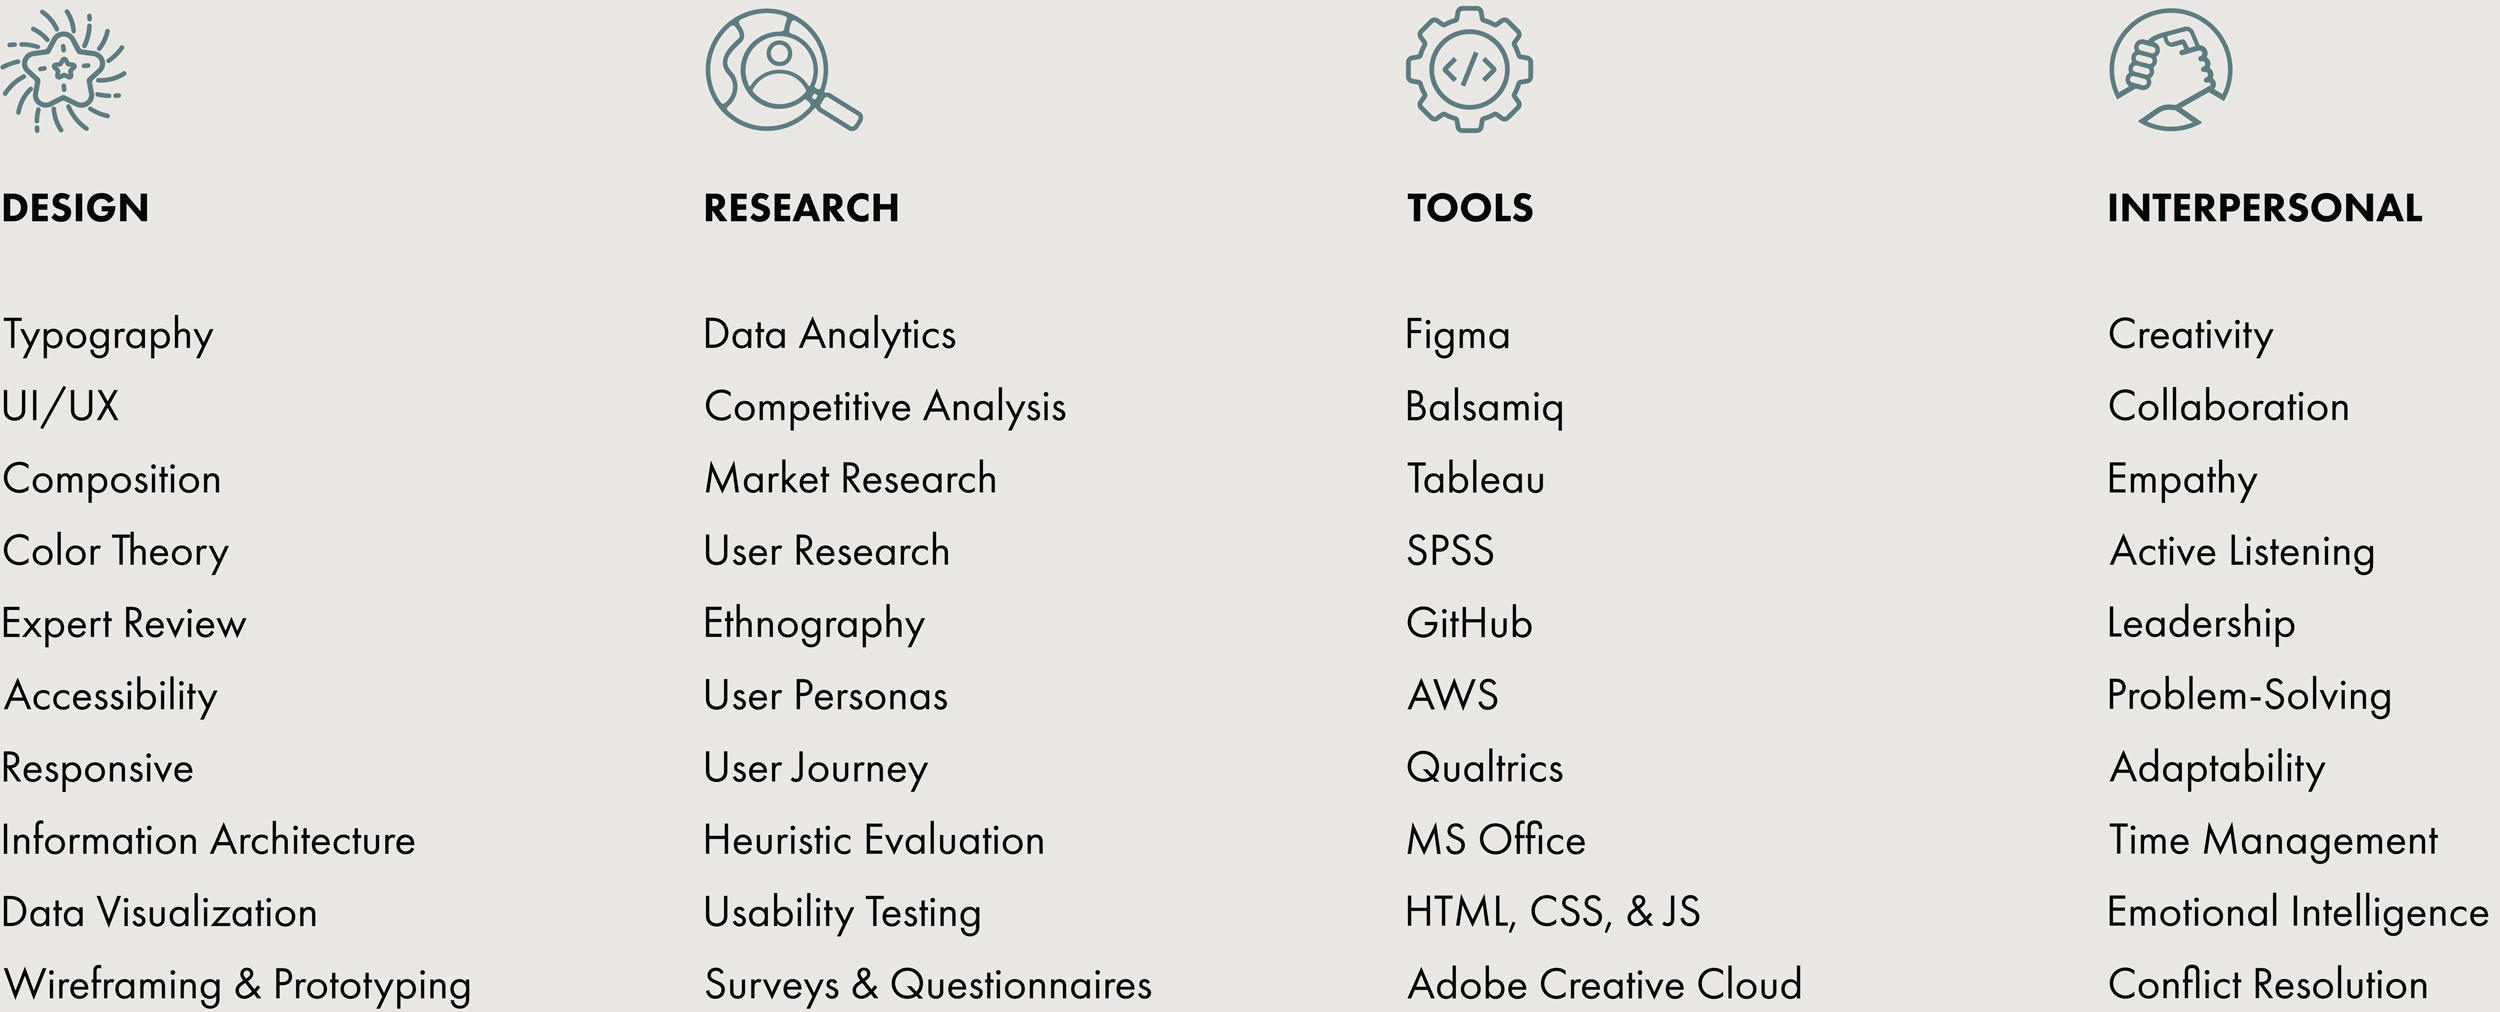 DESIGN
Typography
UI/UX
Composition
Color Theory
Expert Review
Accessibility
Responsive
Information Architecture
Data Visualization
Wireframing & Prototyping
RESEARCH
Data Analytics
Competitive Analysis
Market Research
User Research
Ethnography
User Personas
User Journey
Heuristic Evaluation
Usability Testing
Surveys & Questionnaires
TOOLS
Figma
Balsamiq
Tableau
SPSS
GitHub
AWS
Qualtrics
MS Office
HTML, CSS, & JS
Adobe Creative Cloud
INTERPERSONAL
Creativity
Collaboration
Empathy
Active Listening
Leadership
Problem-Solving
Adaptability
Time Management
Emotional Intelligence
Conflict Resolution